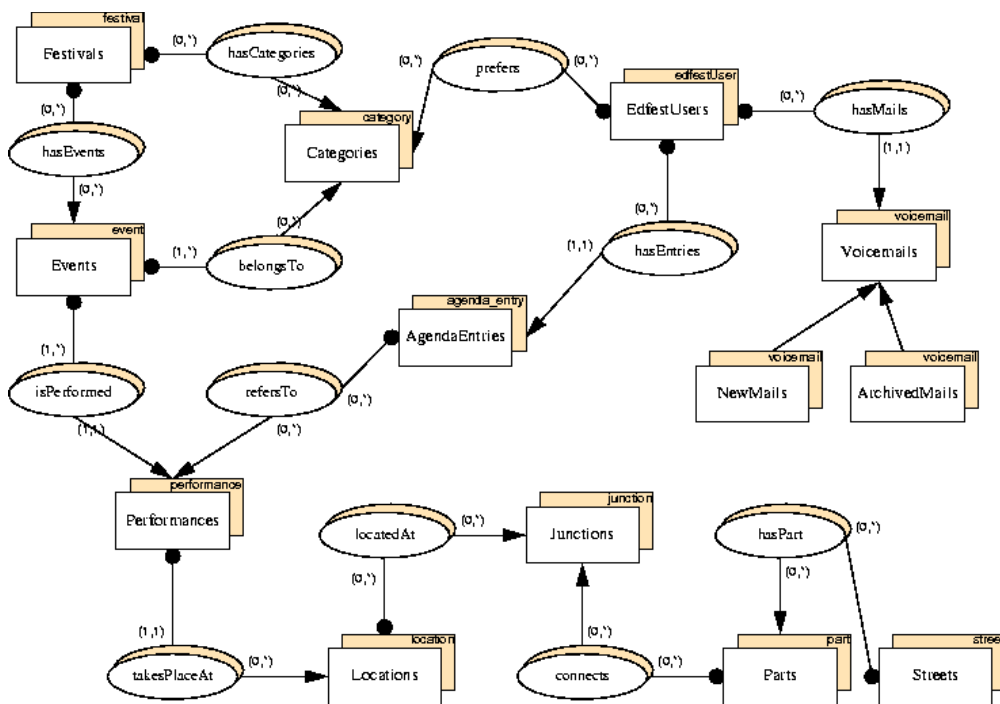 festival
Festivals
(0,*)
hasCategories
(0,*)
(0,*)
prefers
(0,*)
edfestUser
EdfestUsers
(0,*)
hasMails
(0,*)
hasEvents
(0,*)
category
Categories
(0,*)
(1,1)
event
Events
(1,*)
belongsTo
(0,*)
(1,1)
hasEntries
voicemail
Voicemails
agenda_entry
AgendaEntries
(1,*)
isPerformed
(1,1)
refersTo
(0,*)
(0,*)
voicemail
NewMails
voicemail
ArchivedMails
performance
Performances
locatedAt
(0,*)
(0,*)
junction
Junctions
hasPart
(0,*)
(0,*)
(1,1)
takesPlaceAt
(0,*)
location
Locations
(0,*)
connects
(0,*)
part
Parts
stree
Streets